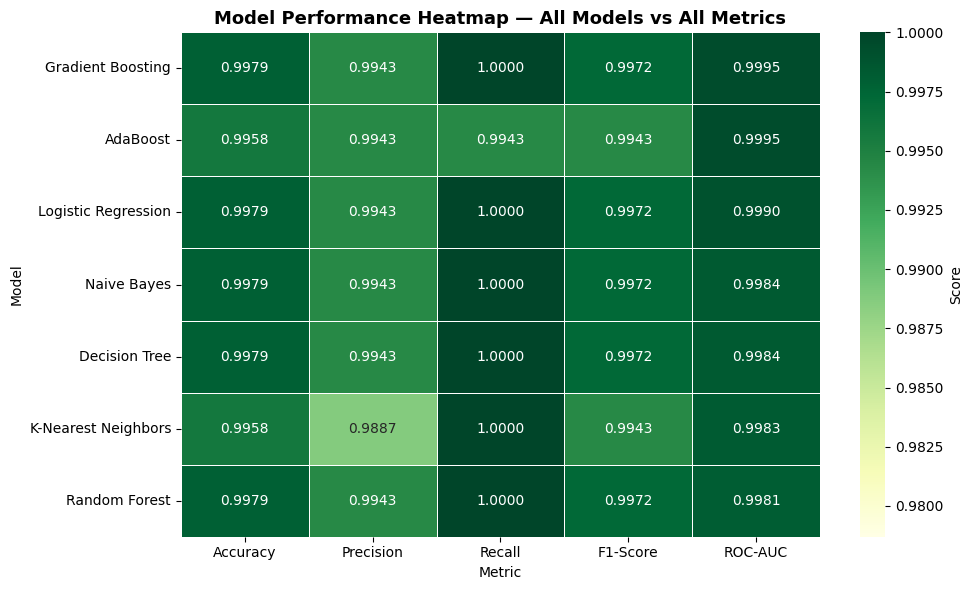 Model Performance Heatmap — All Models vs All Metrics
Gradient Boosting 0.9979 0.9943 1.0000 0.9972 0.9995
AdaBoost 0.9958 0.9943 0.9943 0.9943 0.9995
Logistic Regression 0.9979 0.9943 1.0000 0.9972 0.9990
Naive Bayes 0.9979 0.9943 1.0000 0.9972 0.9984
Decision Tree 0.9979 0.9943 1.0000 0.9972 0.9984
K-Nearest Neighbors 0.9958 0.9887 1.0000 0.9943 0.9983
Random Forest 0.9979 0.9943 1.0000 0.9972 0.9981
Accuracy Precision Recall F1-Score ROC-AUC
Metric
Model
1.0000
0.9975
0.9950
0.9925
0.9900
0.9875
0.9850
0.9825
0.9800
Score